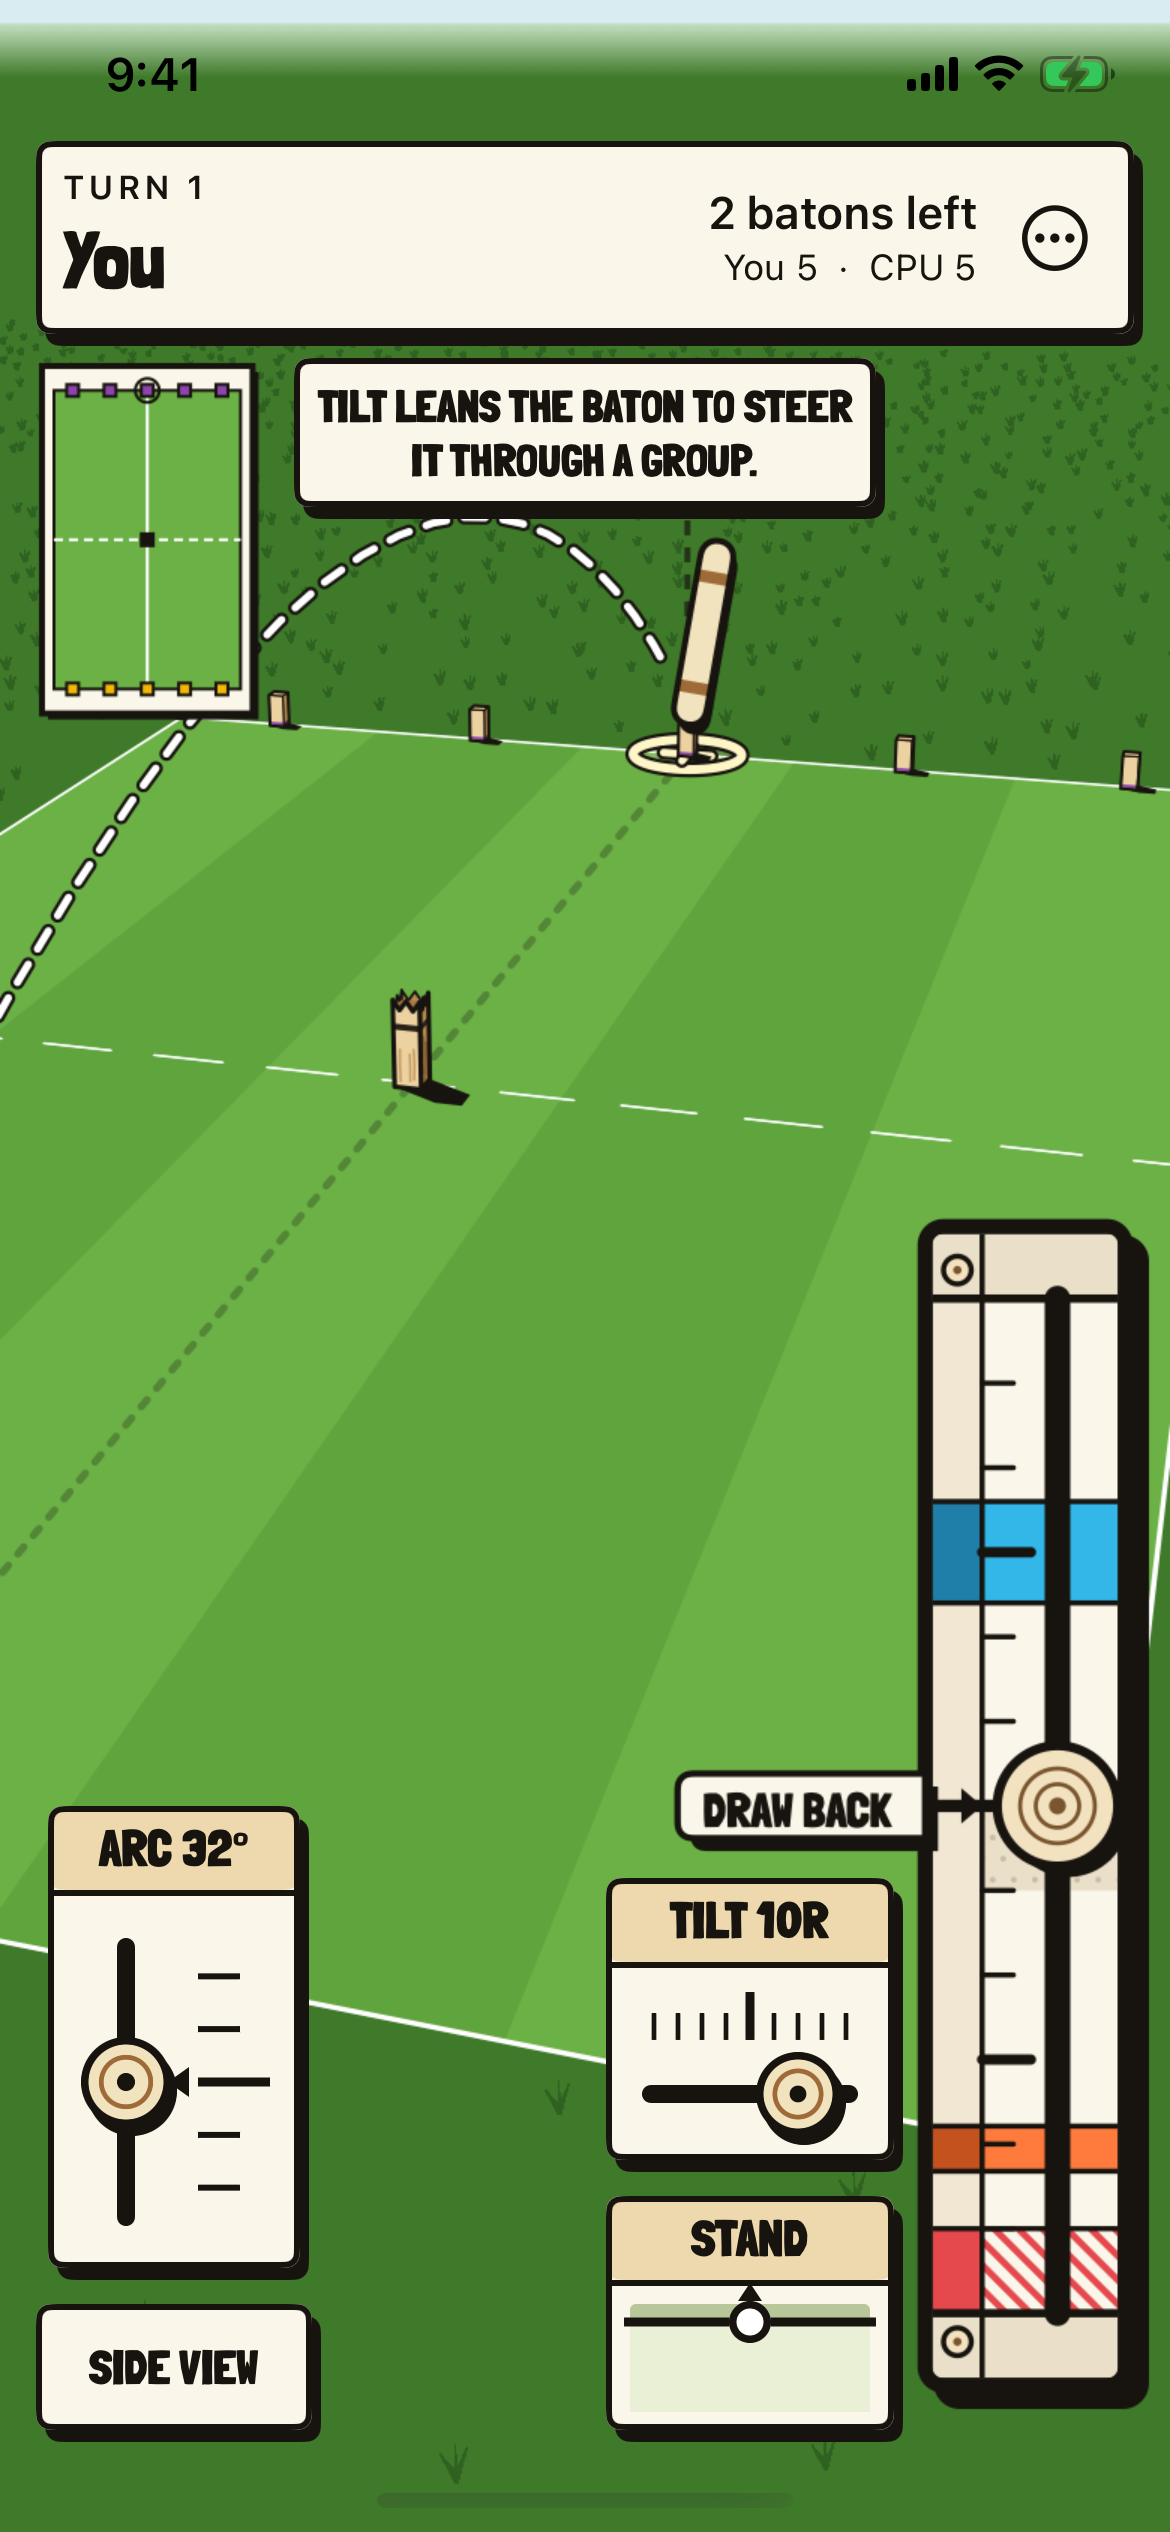 9:41
TURN 1
You
2 batons left
You 5 · CPU 5
TILT LEANS THE BATON TO STEER
IT THROUGH A GROUP.
DRAW BACK
ARC 32°
TILT 10R
STAND
SIDE VIEW